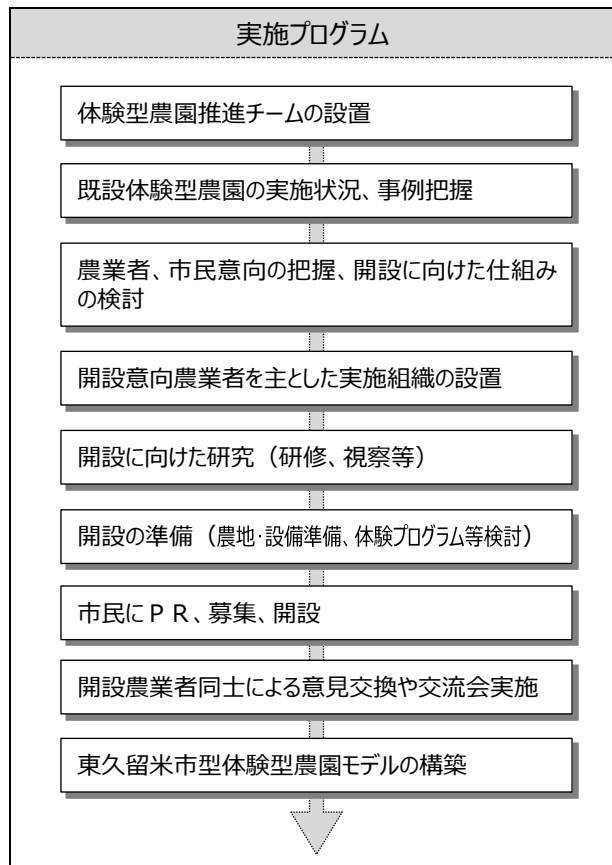 実施プログラム
体験型農園推進チームの設置
既設体験型農園の実施状況、事例把握
農業者、市民意向の把握、開設に向けた仕組み
の検討
開設意向農業者を主とした実施組織の設置
開設に向けた研究（研修、視察等）
開設の準備（農地・設備準備、体験プログラム等検討）
市民にＰＲ、募集、開設
開設農業者同士による意見交換や交流会実施
東久留米市型体験型農園モデルの構築